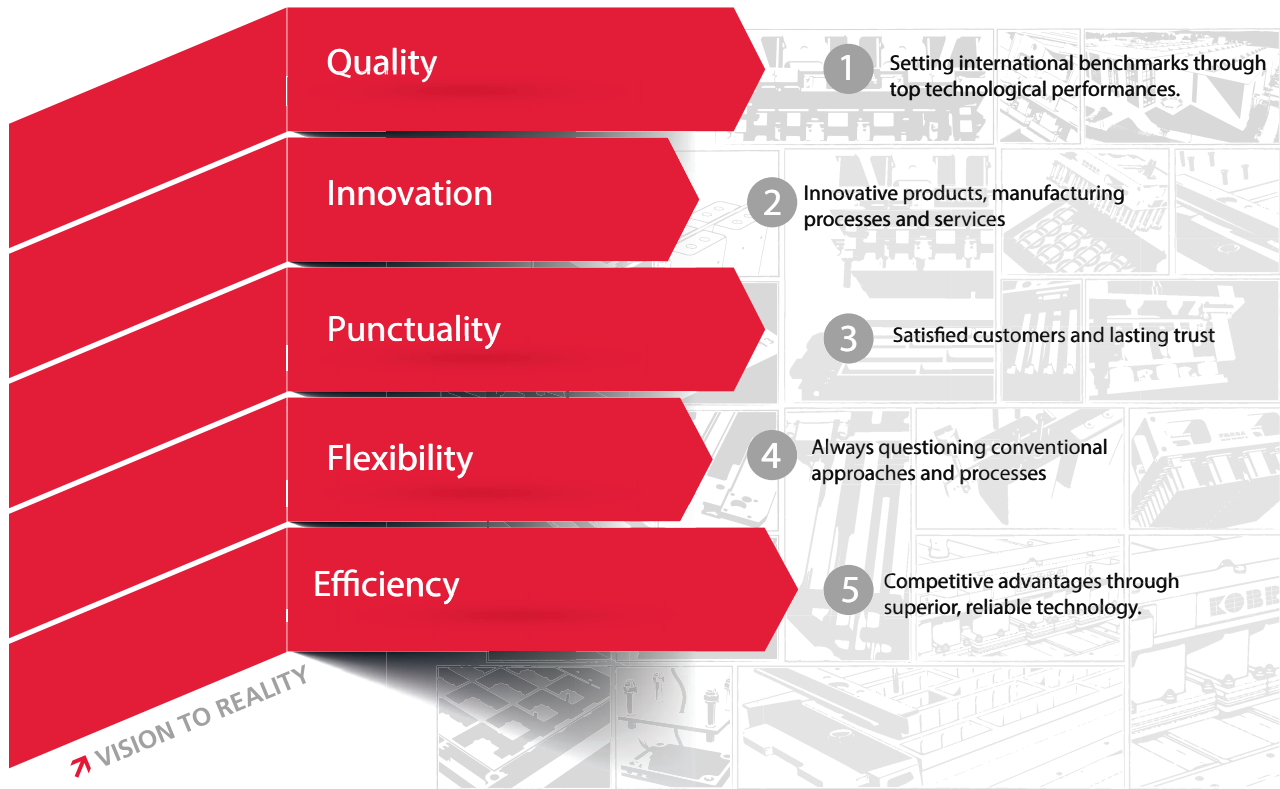 Quality
1
Setting international benchmarks through
top technological performances.
Innovation
2
Innovative products, manufacturing
processes and services
Punctuality
3
Satisfied customers and lasting trust
Flexibility
4
Always questioning conventional
approaches and processes
Efficiency
5
Competitive advantages through
superior, reliable technology.
KOBR
VISION TO REALITY